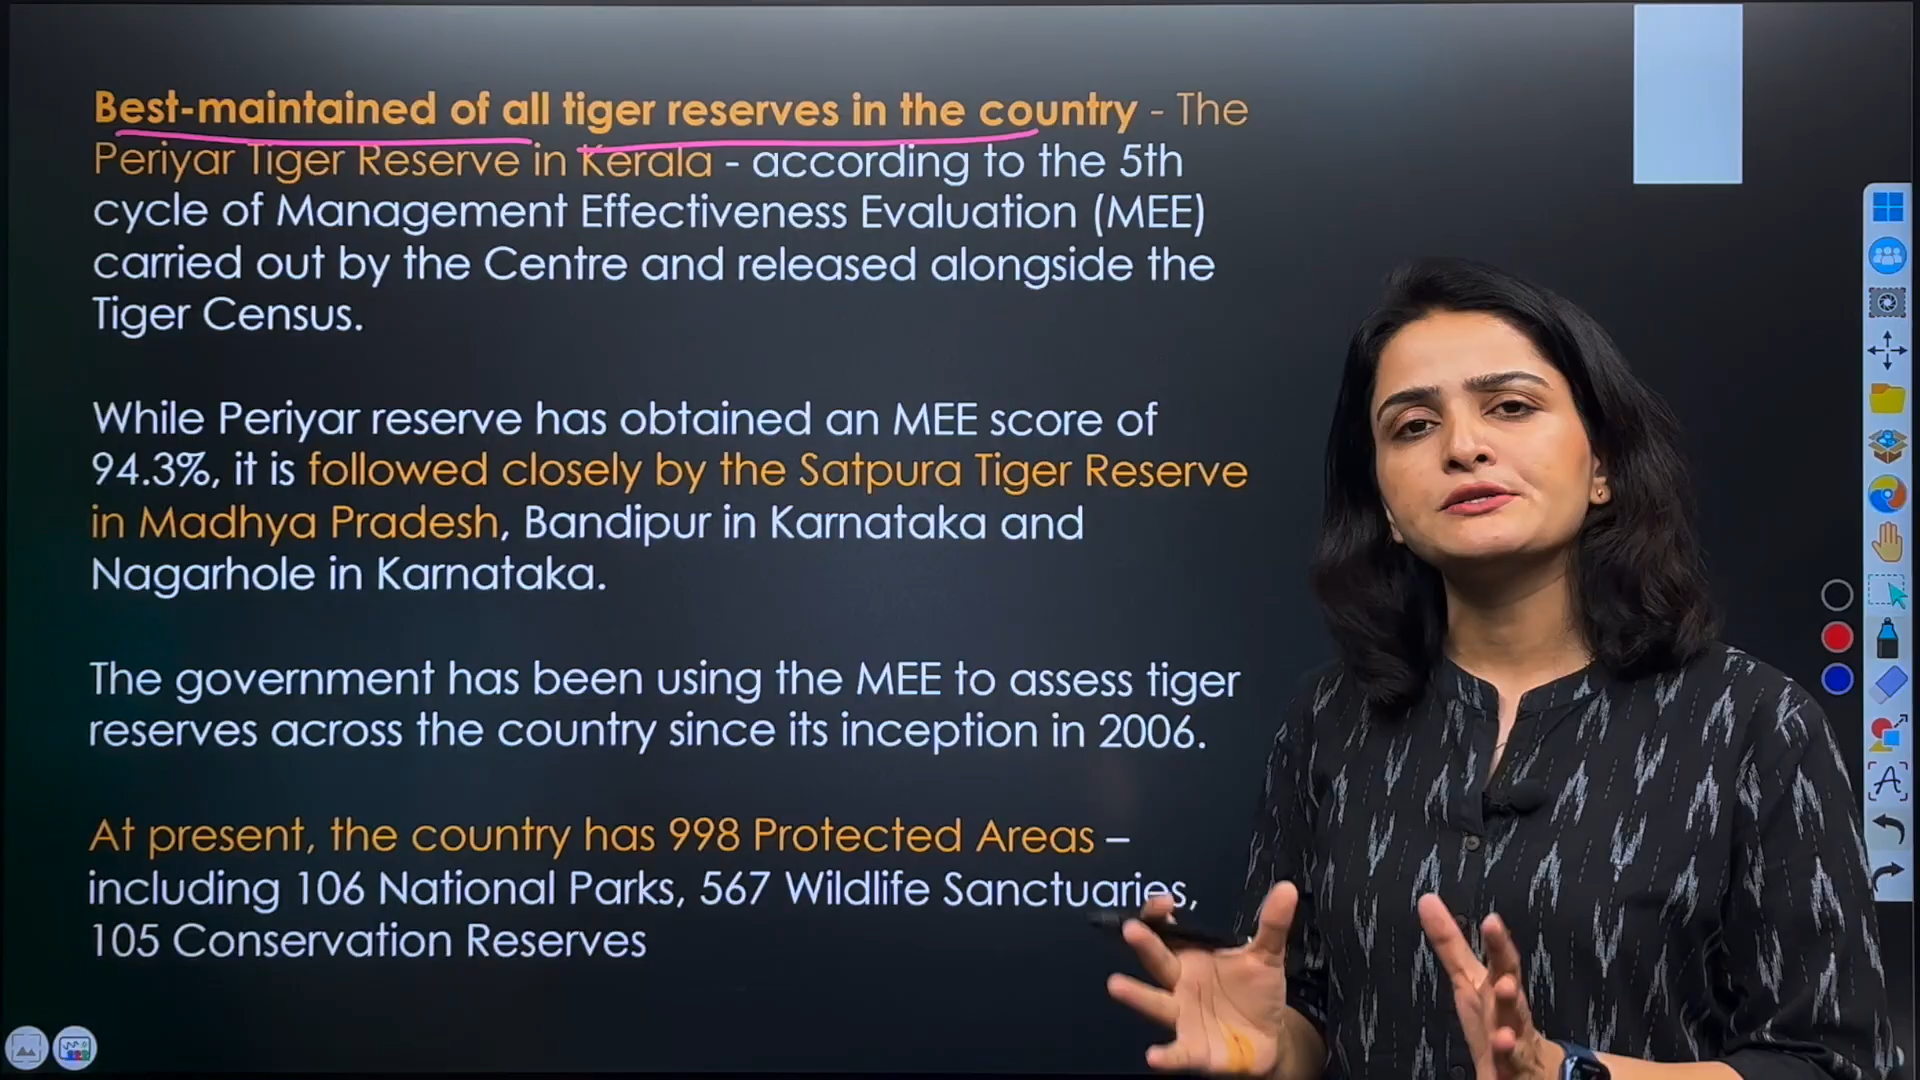 Best-maintained of all tiger reserves in the country - The
Periyar Tiger Reserve in Kerala - according to the 5th
cycle of Management Effectiveness Evaluation (MEE)
carried out by the Centre and released alongside the
Tiger Census.
While Periyar reserve has obtained an MEE score of
94.3%, it is followed closely by the Satpura Tiger Reserve
in Madhya Pradesh, Bandipur in Karnataka and
Nagarhole in Karnataka.
The government has been using the MEE to assess tiger
reserves across the country since its inception in 2006.
At present, the country has 998 Protected Areas –
including 106 National Parks, 567 Wildlife Sanctuaries,
105 Conservation Reserves
A